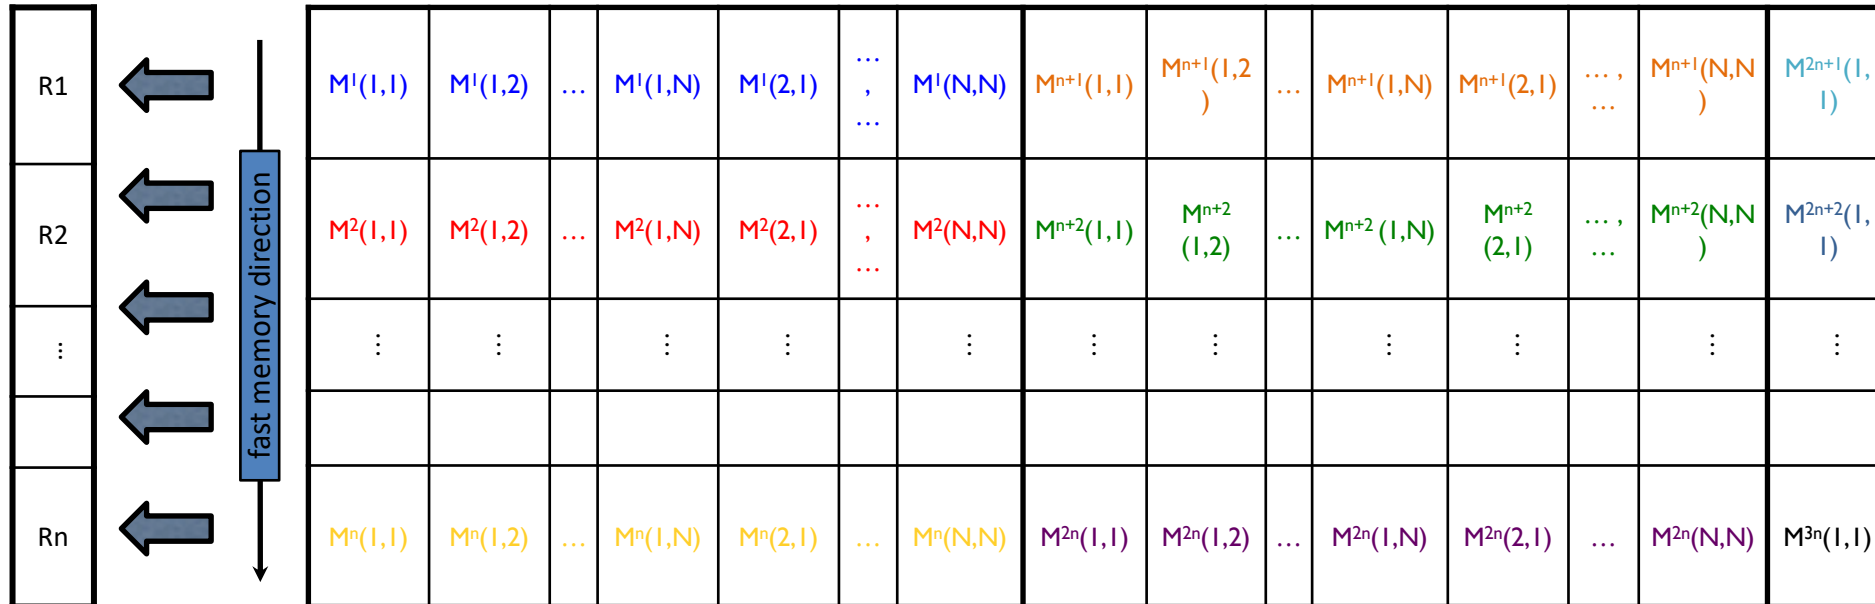 R1 M¹(1,1) M¹(1,2) … M¹(1,N) M¹(2,1) … , … M¹(N,N) Mⁿ⁺¹(1,1) Mⁿ⁺¹(1,2) … Mⁿ⁺¹(1,N) Mⁿ⁺¹(2,1) … , … Mⁿ⁺¹(N,N) M²ⁿ⁺¹(1,1)
fast memory direction
R2 M²(1,1) M²(1,2) … M²(1,N) M²(2,1) … , … M²(N,N) Mⁿ⁺²(1,1) Mⁿ⁺² (1,2) … Mⁿ⁺² (1,N) Mⁿ⁺² (2,1) … , … Mⁿ⁺²(N,N) M²ⁿ⁺²(1,1)
⋮ ⋮ ⋮ ⋮ ⋮ ⋮ ⋮ ⋮ ⋮ ⋮ ⋮ ⋮
Rn Mⁿ(1,1) Mⁿ(1,2) … Mⁿ(1,N) Mⁿ(2,1) … Mⁿ(N,N) M²ⁿ(1,1) M²ⁿ(1,2) … M²ⁿ(1,N) M²ⁿ(2,1) … M²ⁿ(N,N) M³ⁿ(1,1)